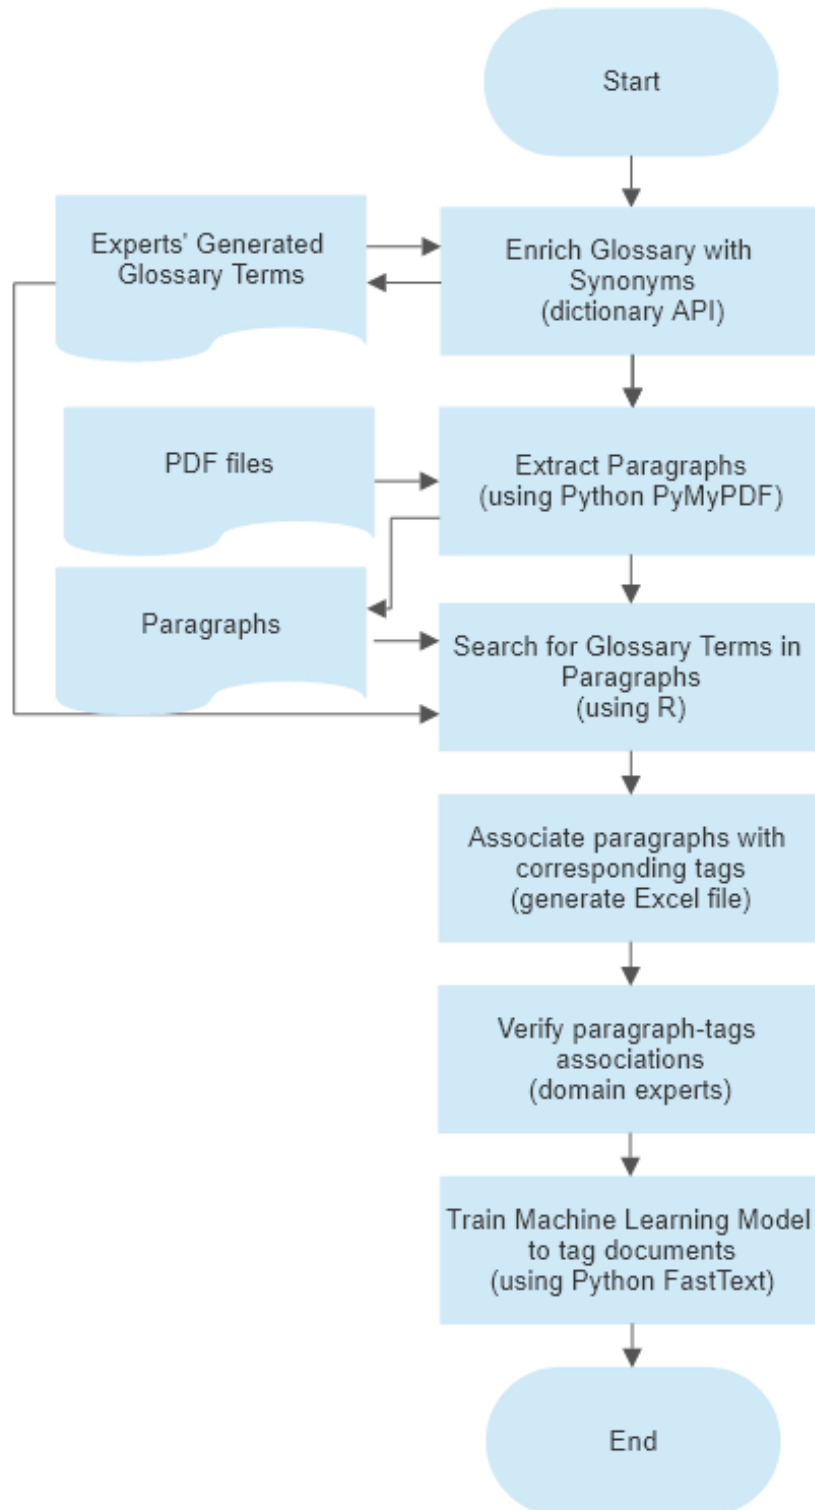 Start
Experts' Generated
Glossary Terms
Enrich Glossary with
Synonyms
(dictionary API)
PDF files
Extract Paragraphs
(using Python PyMyPDF)
Paragraphs
Search for Glossary Terms in
Paragraphs
(using R)
Associate paragraphs with
corresponding tags
(generate Excel file)
Verify paragraph-tags
associations
(domain experts)
Train Machine Learning Model
to tag documents
(using Python FastText)
End